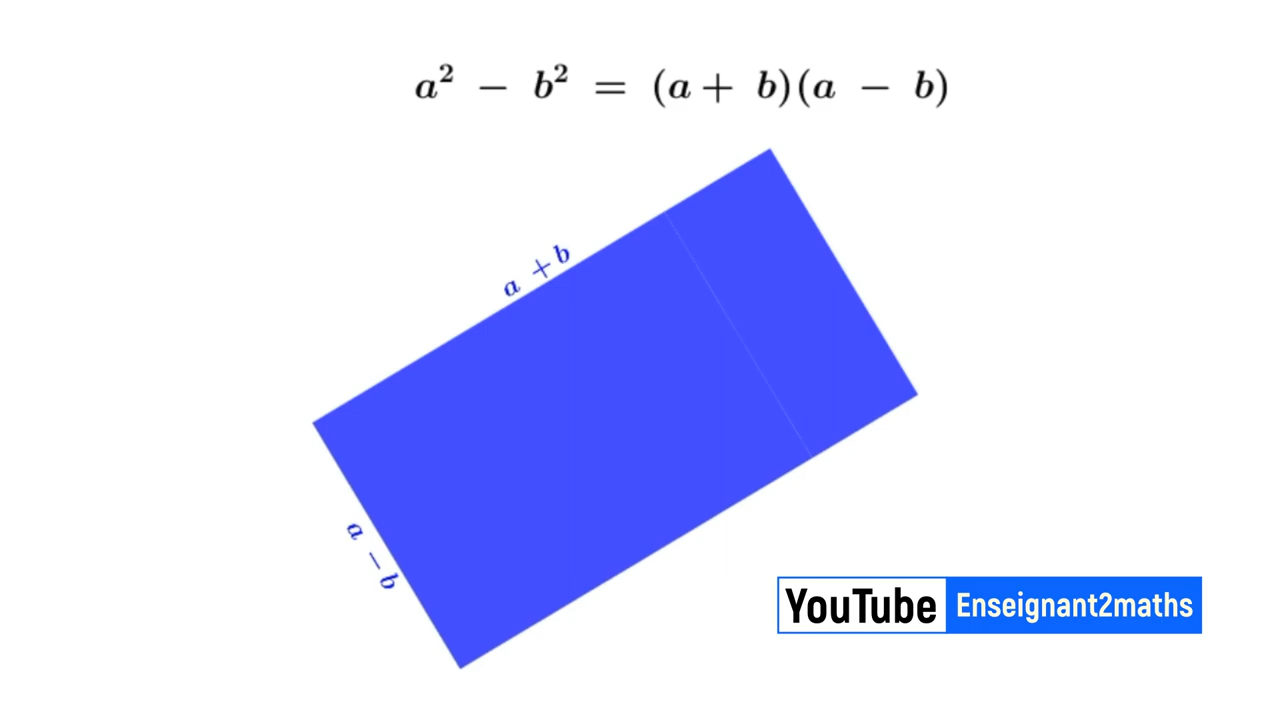 a² − b² = (a + b)(a − b)
a + b
a − b
YouTube Enseignant2maths